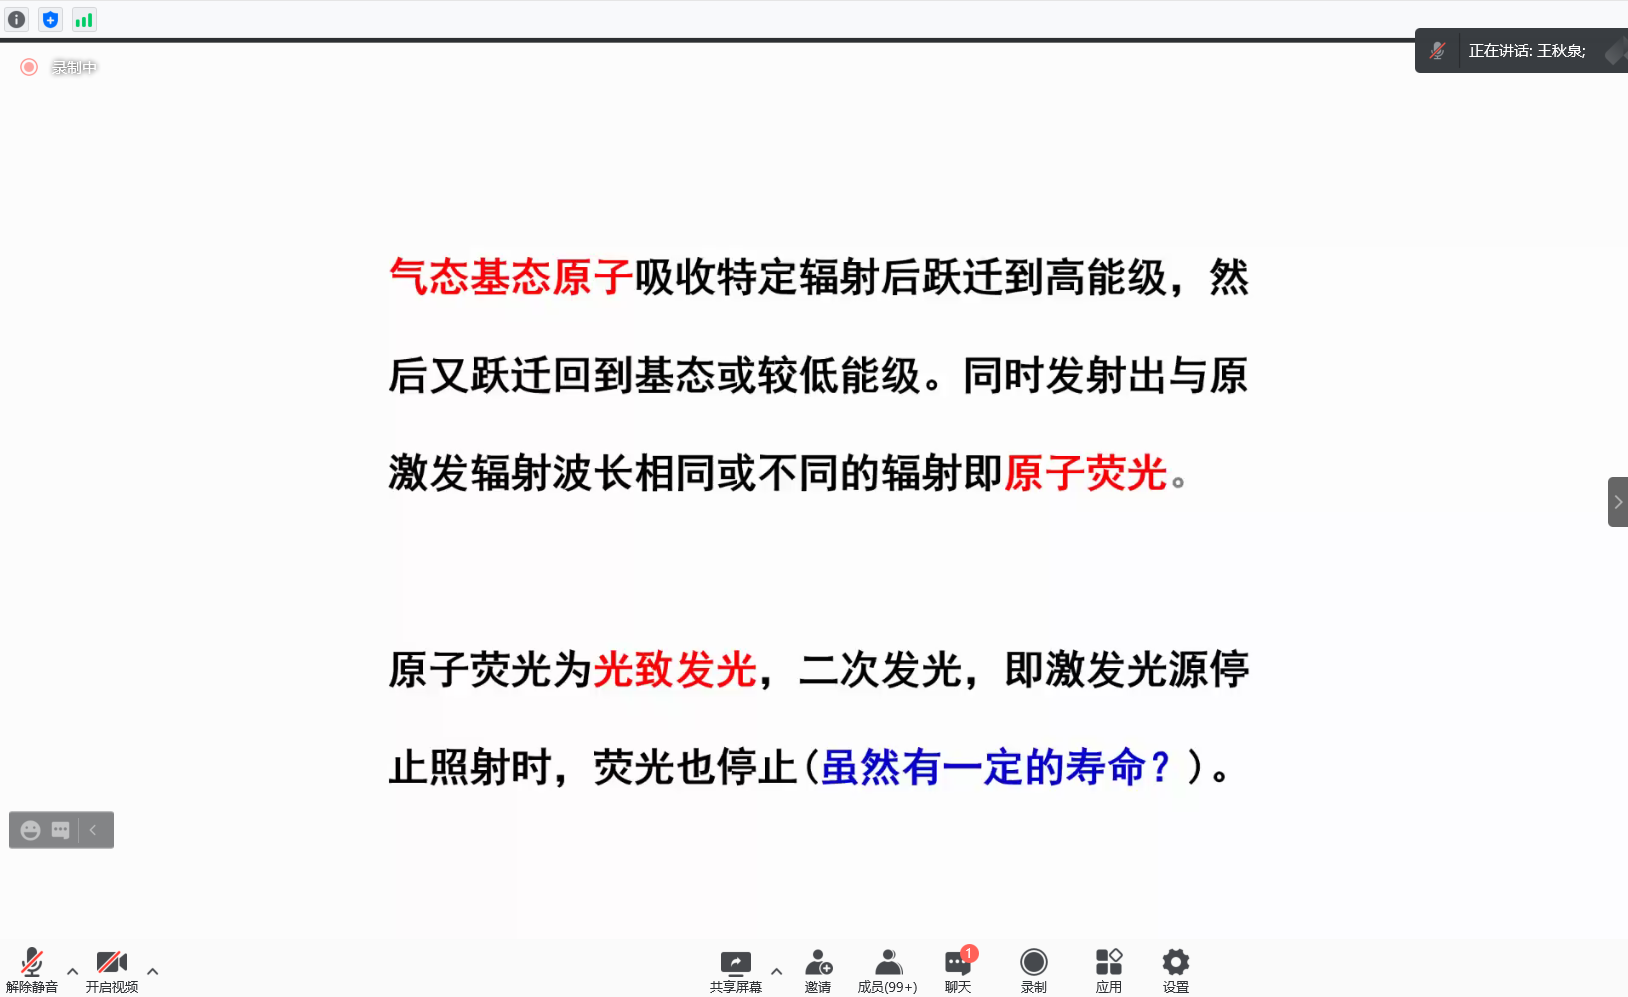 录制中
正在讲话: 王秋泉;
气态基态原子吸收特定辐射后跃迁到高能级，然
后又跃迁回到基态或较低能级。同时发射出与原
激发辐射波长相同或不同的辐射即原子荧光。
原子荧光为光致发光，二次发光，即激发光源停
止照射时，荧光也停止(虽然有一定的寿命？)。
解除静音 开启视频 共享屏幕 邀请 成员(99+) 聊天 1 录制 应用 设置